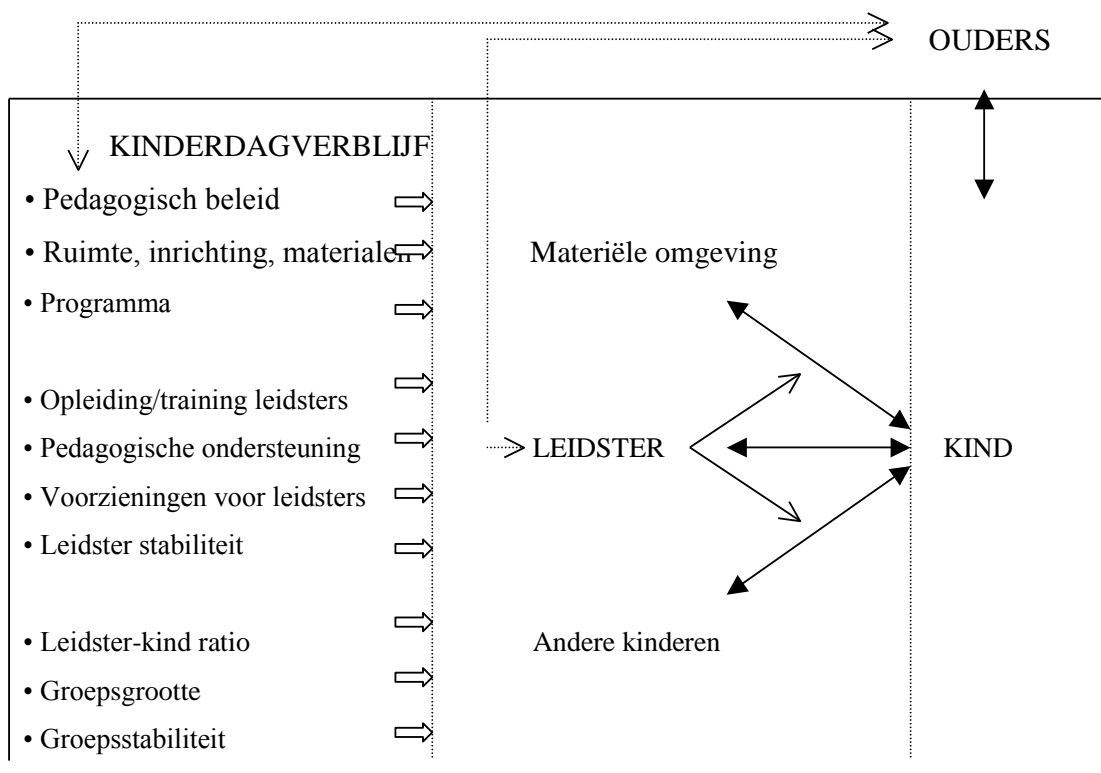 OUDERS
KINDERDAGVERBLIJF
• Pedagogisch beleid
• Ruimte, inrichting, materialen
• Programma
• Opleiding/training leidsters
• Pedagogische ondersteuning
• Voorzieningen voor leidsters
• Leidster stabiliteit
• Leidster-kind ratio
• Groepsgrootte
• Groepsstabiliteit
Materiële omgeving
LEIDSTER
Andere kinderen
KIND